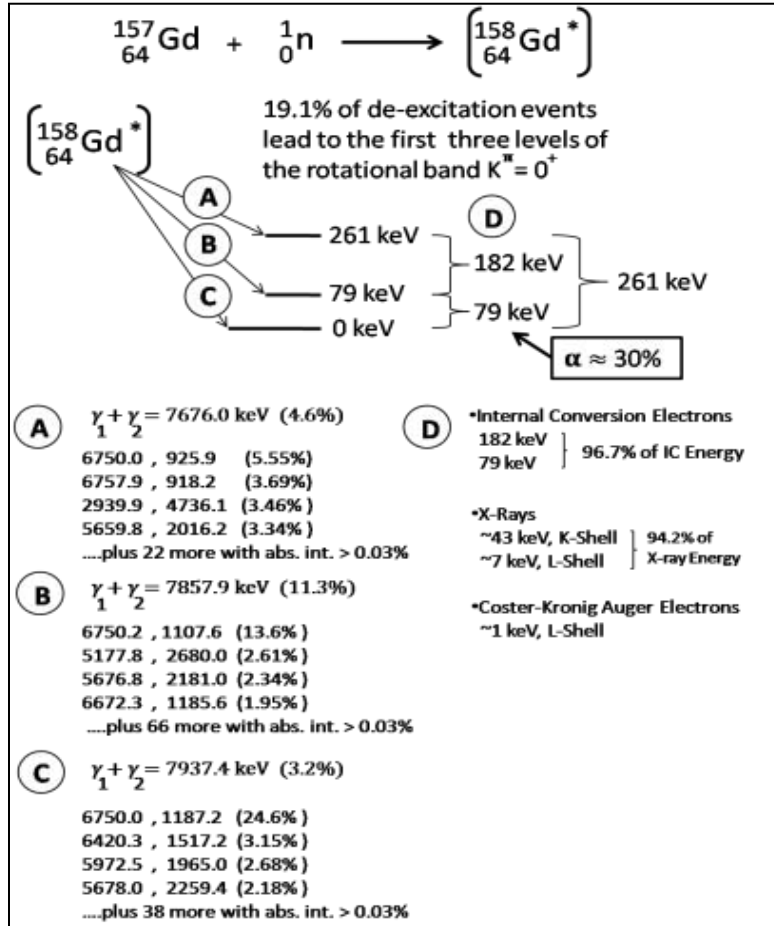 157
64 Gd + 1
0 n ⟶ [158
64 Gd *]
19.1% of de-excitation events
lead to the first three levels of
the rotational band K^π = 0^+
[158
64 Gd *]
A
B
C
261 keV
79 keV
0 keV
D
182 keV
79 keV
261 keV
α ≈ 30%
A
γ1 + γ2 = 7676.0 keV (4.6%)
6750.0 , 925.9 (5.55%)
6757.9 , 918.2 (3.69%)
2939.9 , 4736.1 (3.46%)
5659.8 , 2016.2 (3.34%)
....plus 22 more with abs. int. > 0.03%
B
γ1 + γ2 = 7857.9 keV (11.3%)
6750.2 , 1107.6 (13.6%)
5177.8 , 2680.0 (2.61%)
5676.8 , 2181.0 (2.34%)
6672.3 , 1185.6 (1.95%)
....plus 66 more with abs. int. > 0.03%
C
γ1 + γ2 = 7937.4 keV (3.2%)
6750.0 , 1187.2 (24.6%)
6420.3 , 1517.2 (3.15%)
5972.5 , 1965.0 (2.68%)
5678.0 , 2259.4 (2.18%)
....plus 38 more with abs. int. > 0.03%
D
•Internal Conversion Electrons
182 keV
79 keV
96.7% of IC Energy
•X-Rays
~43 keV, K-Shell
~7 keV, L-Shell
94.2% of
X-ray Energy
•Coster-Kronig Auger Electrons
~1 keV, L-Shell